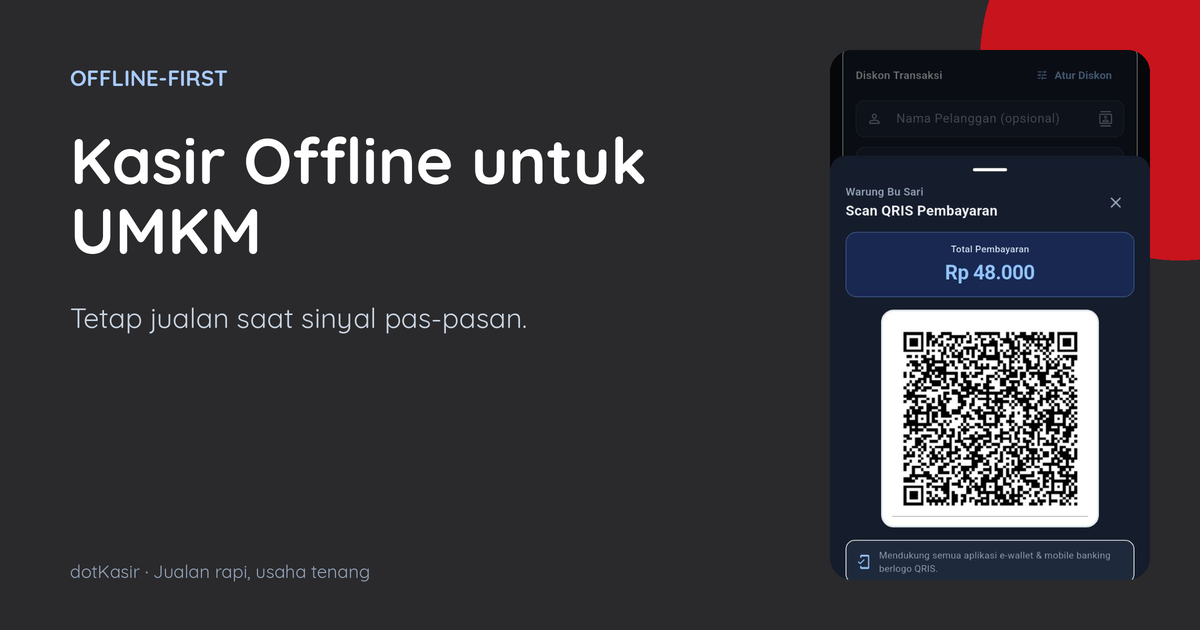 OFFLINE-FIRST
Kasir Offline untuk
UMKM
Tetap jualan saat sinyal pas-pasan.
dotKasir · Jualan rapi, usaha tenang
Diskon Transaksi
Atur Diskon
Nama Pelanggan (opsional)
Warung Bu Sari
Scan QRIS Pembayaran
Total Pembayaran
Rp 48.000
Mendukung semua aplikasi e-wallet & mobile banking
berlogo QRIS.